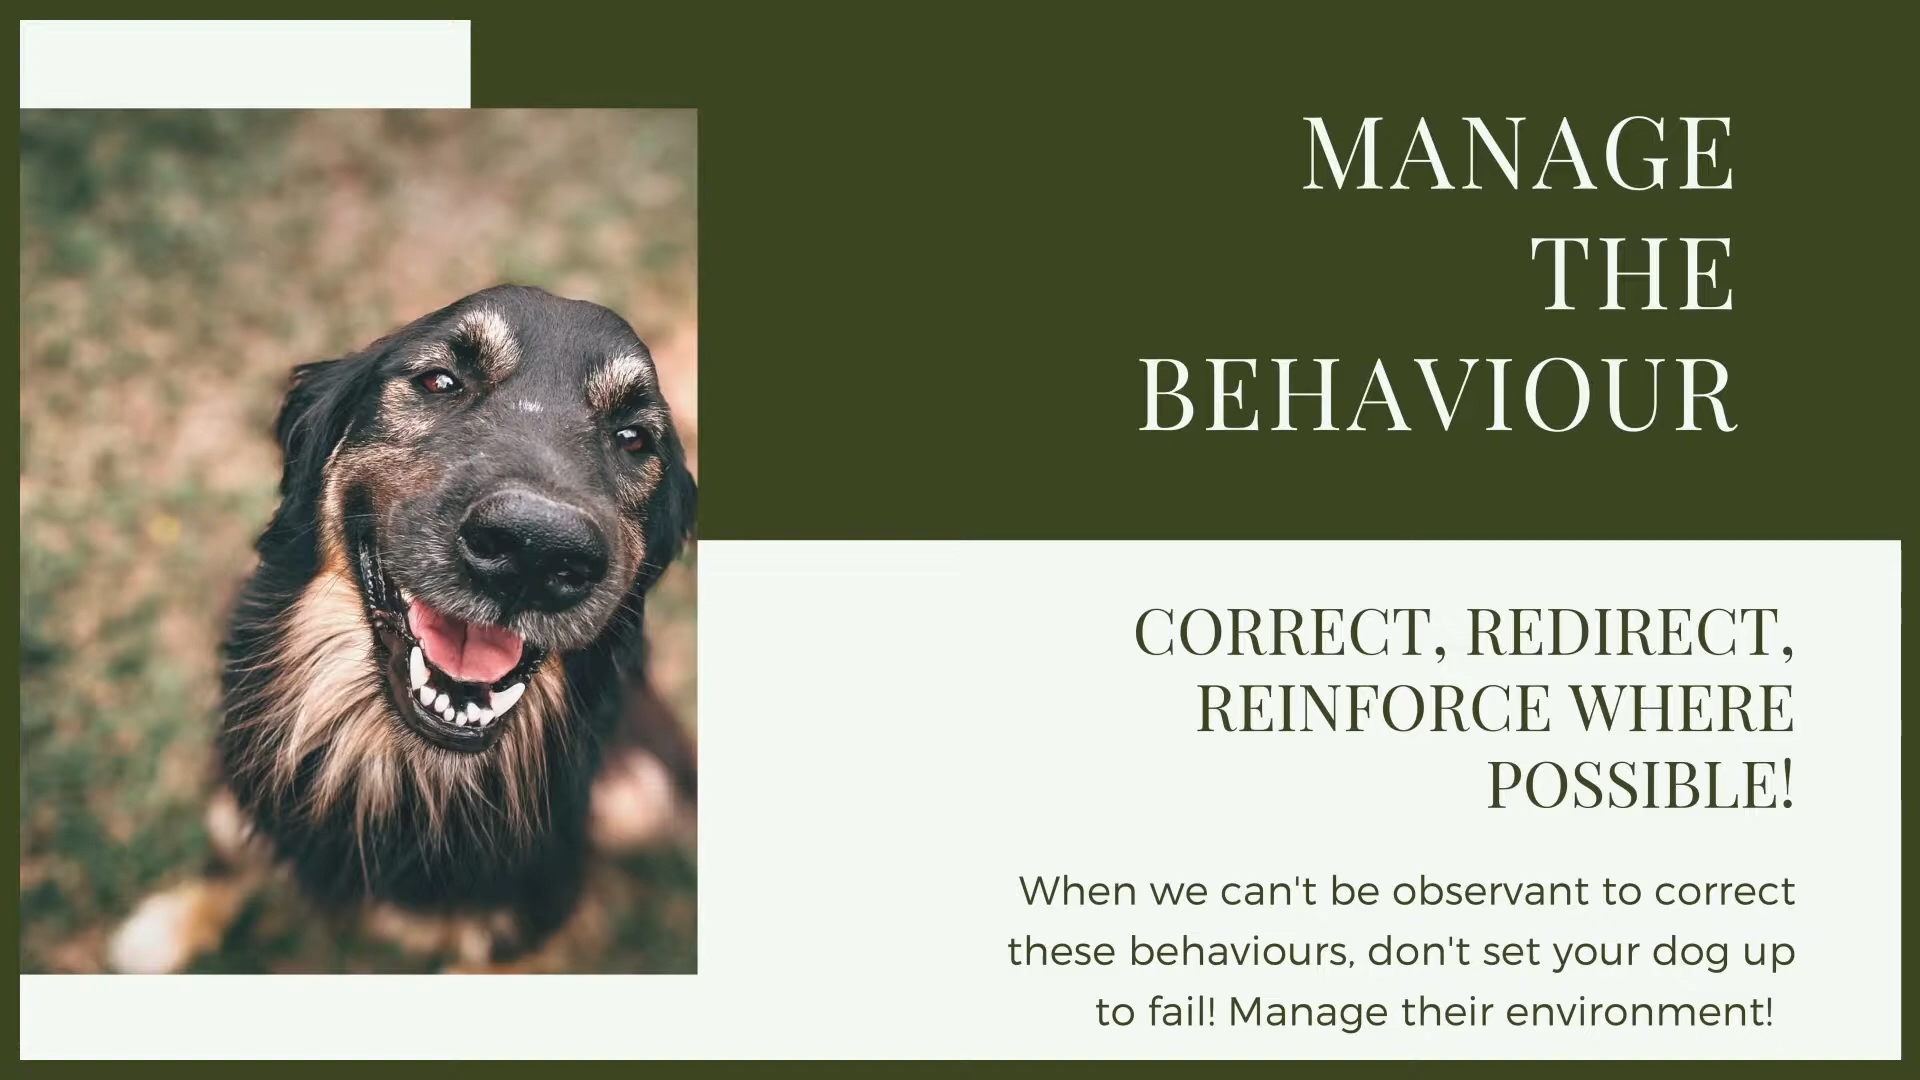 MANAGE
THE
BEHAVIOUR
CORRECT, REDIRECT,
REINFORCE WHERE
POSSIBLE!
When we can't be observant to correct
these behaviours, don't set your dog up
to fail! Manage their environment!